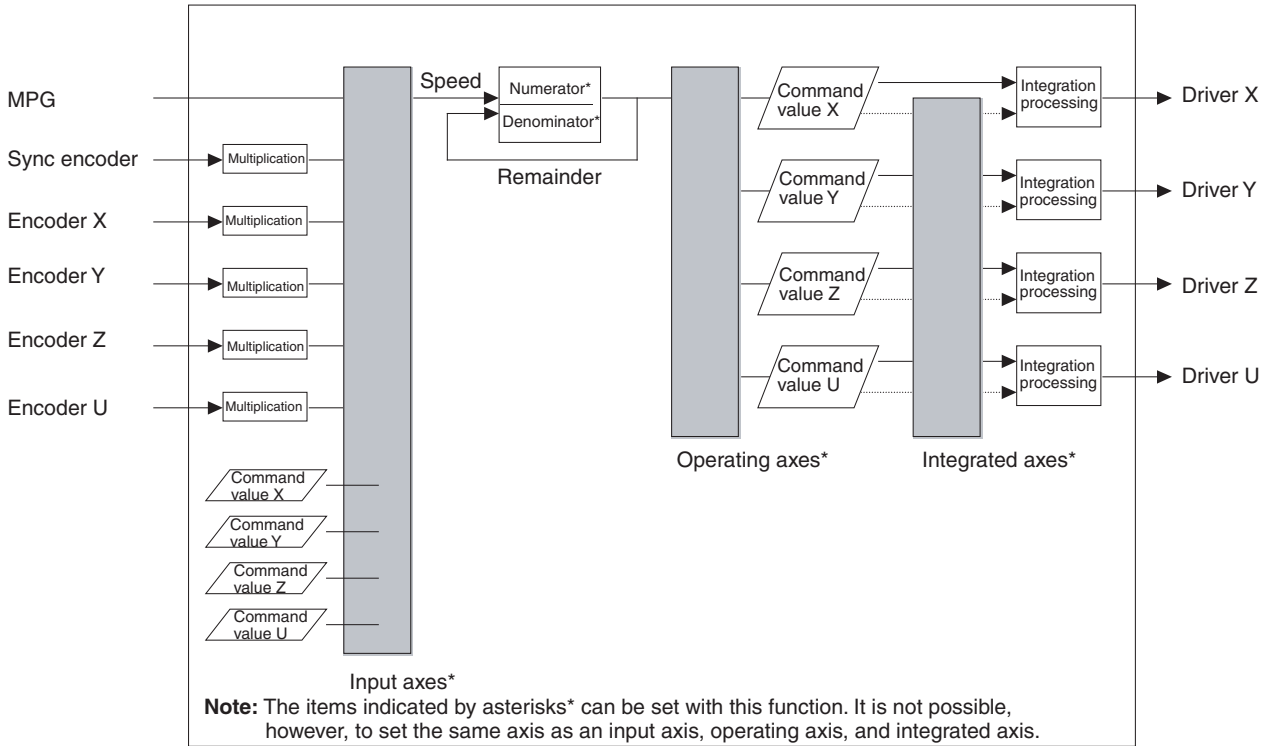 MPG
Sync encoder
Encoder X
Encoder Y
Encoder Z
Encoder U
Multiplication
Multiplication
Multiplication
Multiplication
Multiplication
Command
value X
Command
value Y
Command
value Z
Command
value U
Input axes*
Speed
Numerator*
Denominator*
Remainder
Operating axes*
Command
value X
Command
value Y
Command
value Z
Command
value U
Integrated axes*
Integration
processing
Integration
processing
Integration
processing
Integration
processing
Driver X
Driver Y
Driver Z
Driver U
Note: The items indicated by asterisks* can be set with this function. It is not possible,
however, to set the same axis as an input axis, operating axis, and integrated axis.